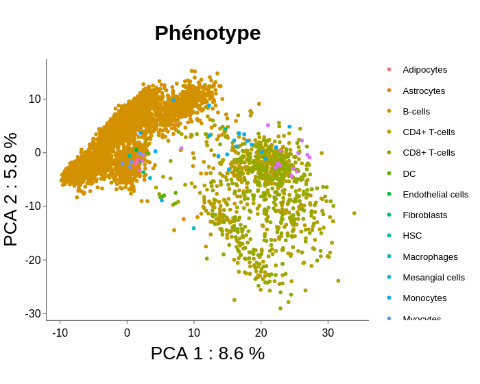 Phénotype
Adipocytes
Astrocytes
B-cells
CD4+ T-cells
CD8+ T-cells
DC
Endothelial cells
Fibroblasts
HSC
Macrophages
Mesangial cells
Monocytes
Myocytes
10
0
-10
-20
-30
PCA 2 : 5.8 %
-10
0
10
20
30
PCA 1 : 8.6 %